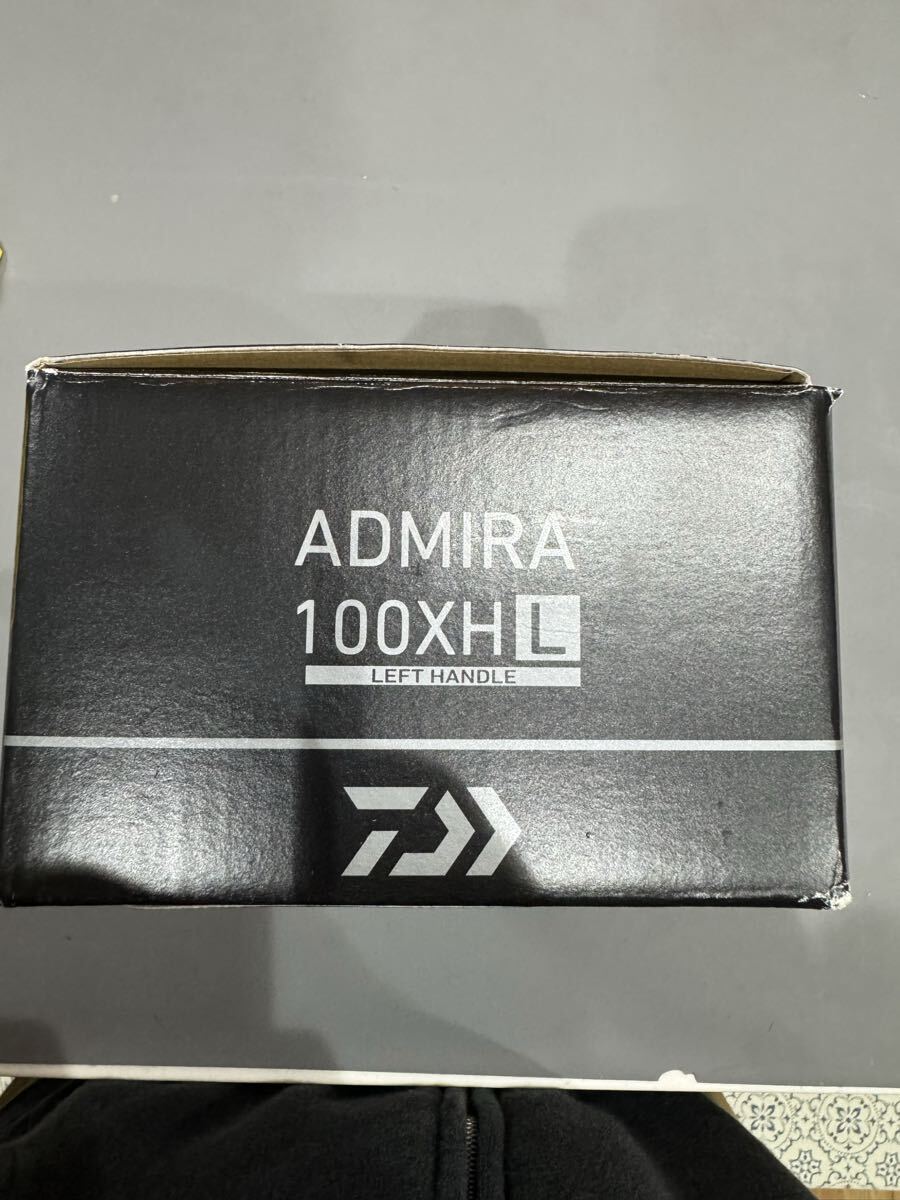 ADMIRA
100XHL
LEFT HANDLE